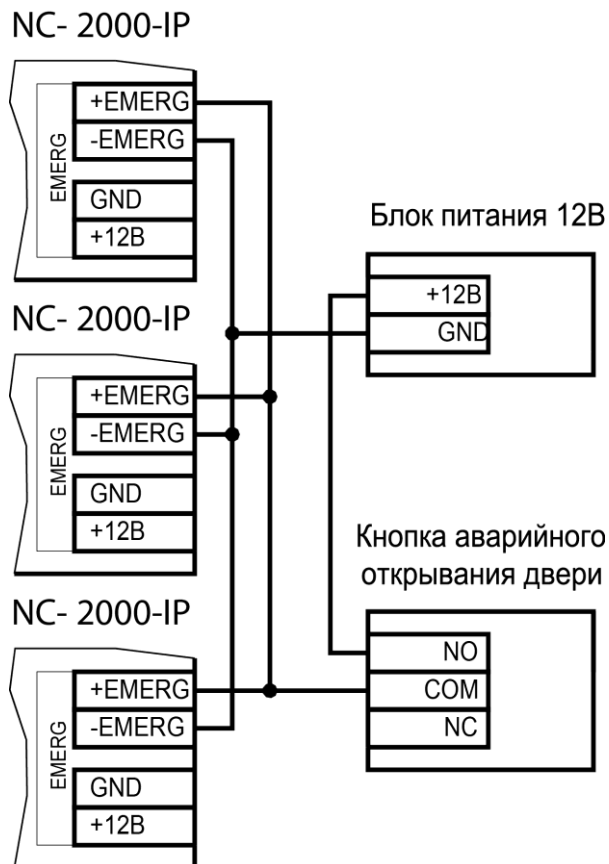 NC- 2000-IP
EMERG
+EMERG
-EMERG
GND
+12В
NC- 2000-IP
EMERG
+EMERG
-EMERG
GND
+12В
NC- 2000-IP
EMERG
+EMERG
-EMERG
GND
+12В
Блок питания 12В
+12В
GND
Кнопка аварийного
открывания двери
NO
COM
NC